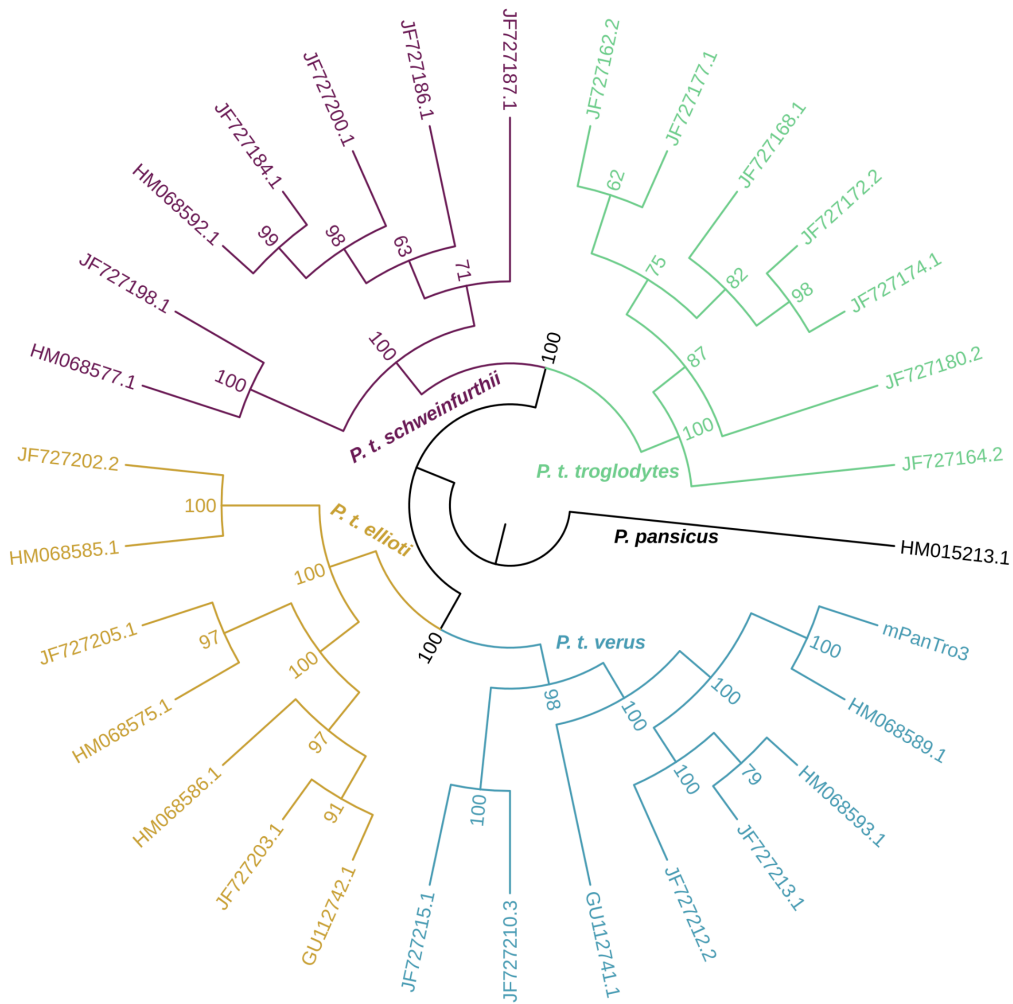 JF727187.1
JF727186.1
JF727200.1
JF727184.1
HM068592.1
JF727198.1
HM068577.1
99
98
63
71
100
100
P. t. schweinfurthii
100
JF727162.2
JF727177.1
JF727168.1
JF727172.2
JF727174.1
JF727180.2
JF727164.2
62
75
82
98
87
100
P. t. troglodytes
P. pansicus
HM015213.1
JF727202.2
HM068585.1
JF727205.1
HM068575.1
HM068586.1
JF727203.1
GU112742.1
100
100
97
100
97
91
P. t. ellioti
100
P. t. verus
mPanTro3
HM068589.1
HM068593.1
JF727213.1
JF727212.2
GU112741.1
JF727210.3
JF727215.1
100
100
79
100
100
98
100